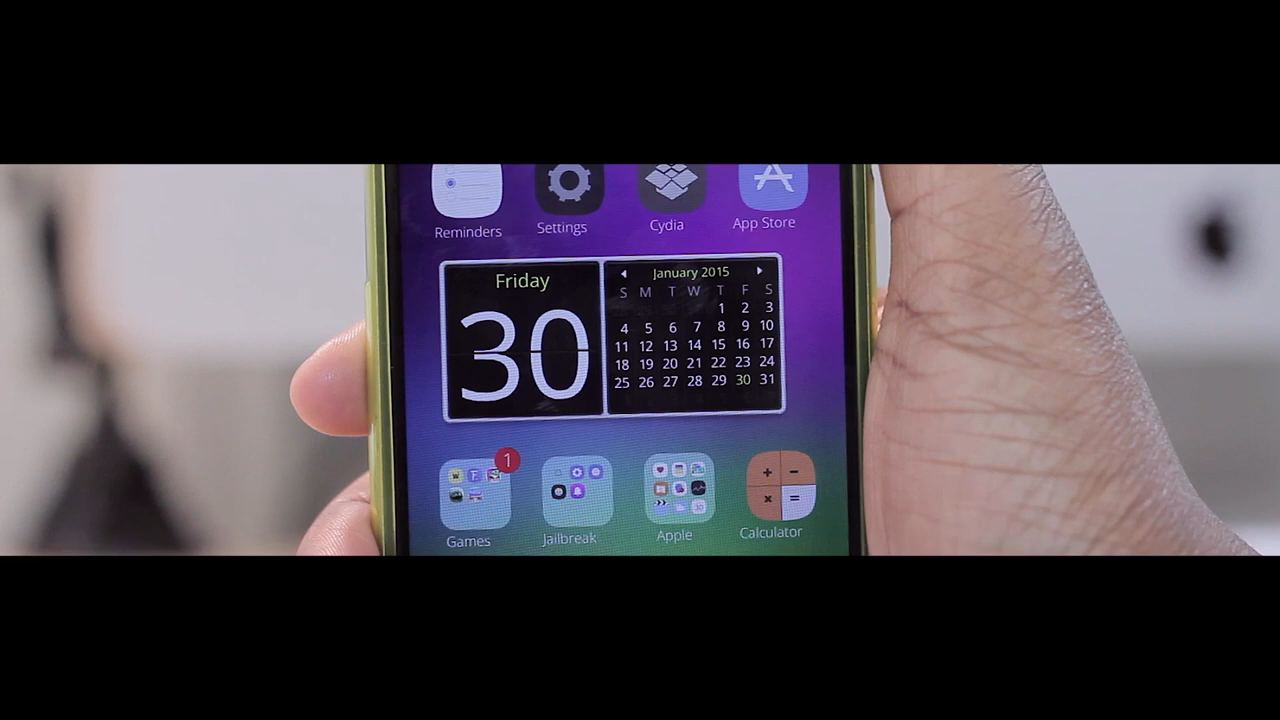 Reminders Settings Cydia App Store
Friday
30
January 2015
S M T W T F S
1 2 3
4 5 6 7 8 9 10
11 12 13 14 15 16 17
18 19 20 21 22 23 24
25 26 27 28 29 30 31
1
Games Jailbreak Apple Calculator